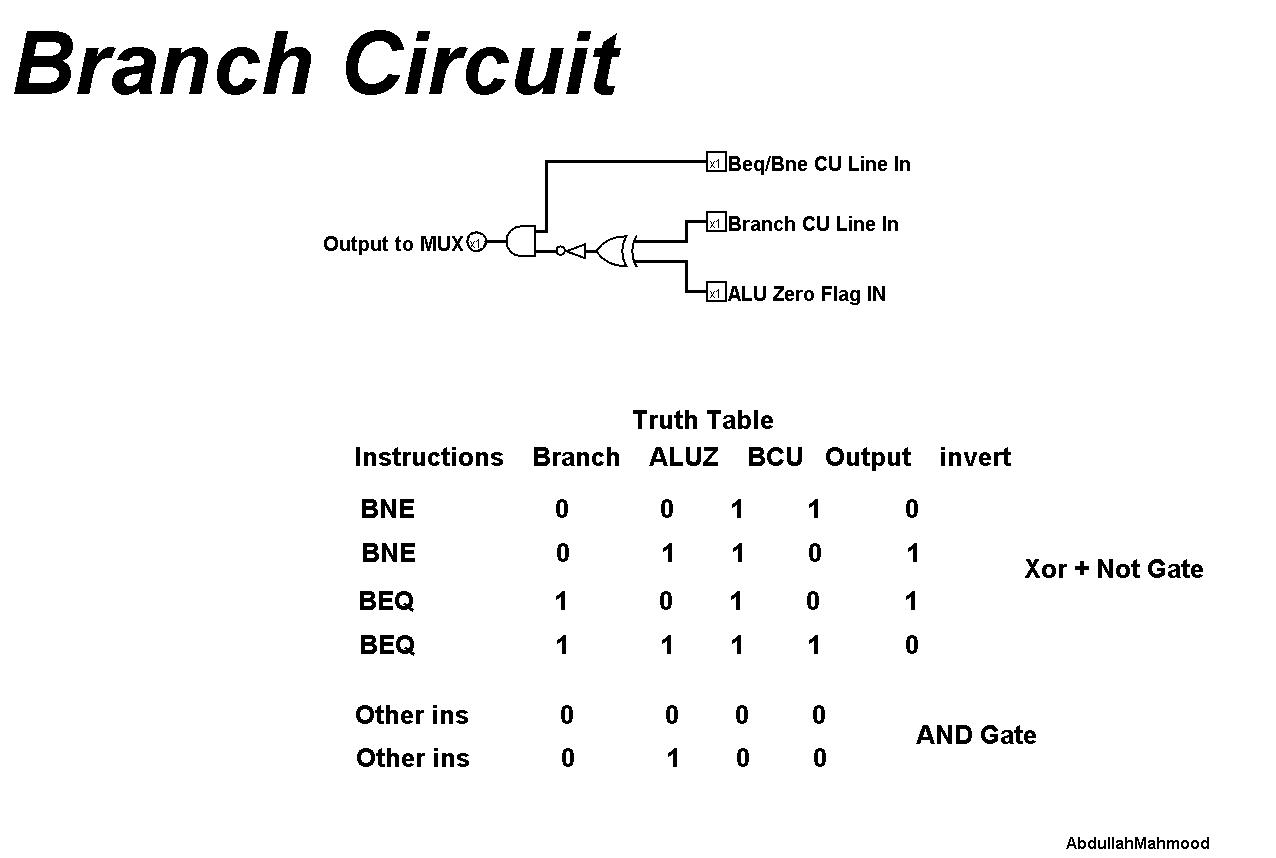 Branch Circuit
x1 Beq/Bne CU Line In
x1 Branch CU Line In
Output to MUX x1
x1 ALU Zero Flag IN
Truth Table
Instructions Branch ALUZ BCU Output invert
BNE 0 0 1 1 0
BNE 0 1 1 0 1
Xor + Not Gate
BEQ 1 0 1 0 1
BEQ 1 1 1 1 0
Other ins 0 0 0 0
AND Gate
Other ins 0 1 0 0
AbdullahMahmood